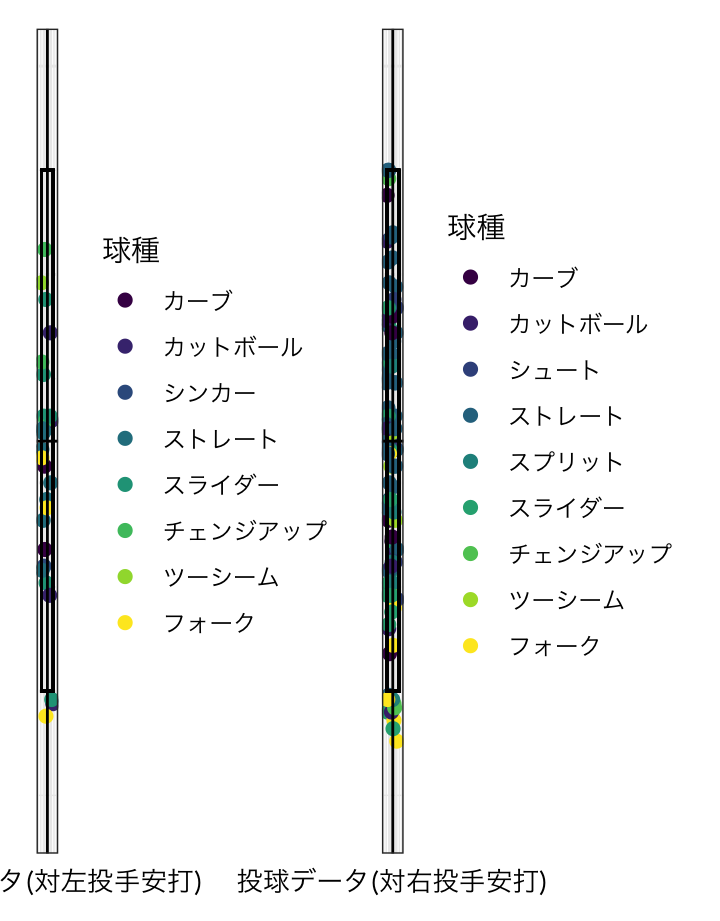 球種
カーブ
カットボール
シンカー
ストレート
スライダー
チェンジアップ
ツーシーム
フォーク
球種
カーブ
カットボール
シュート
ストレート
スプリット
スライダー
チェンジアップ
ツーシーム
フォーク
タ(対左投手安打)
投球データ(対右投手安打)